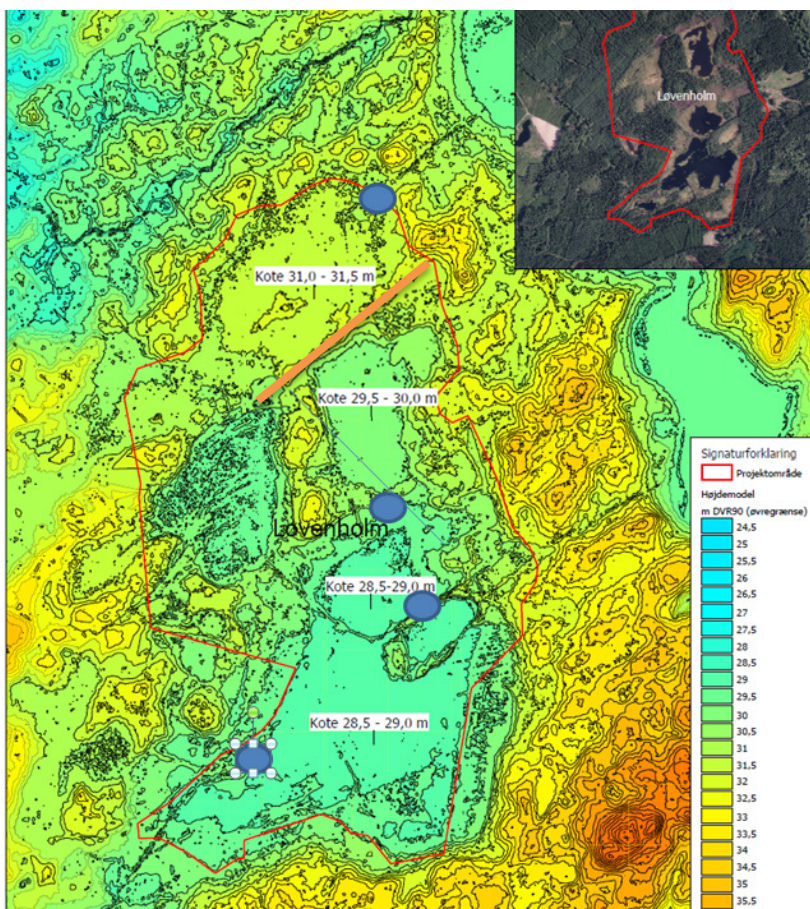 Løvenholm
Kote 31,0 - 31,5 m
Kote 29,5 - 30,0 m
Løvenholm
Kote 28,5-29,0 m
Kote 28,5 - 29,0 m
Signaturforklaring
Projektområde
Højdemodel
m DVR90 (øvregrænse)
24,5
25
25,5
26
26,5
27
27,5
28
28,5
29
29,5
30
30,5
31
31,5
32
32,5
33
33,5
34
34,5
35
35,5